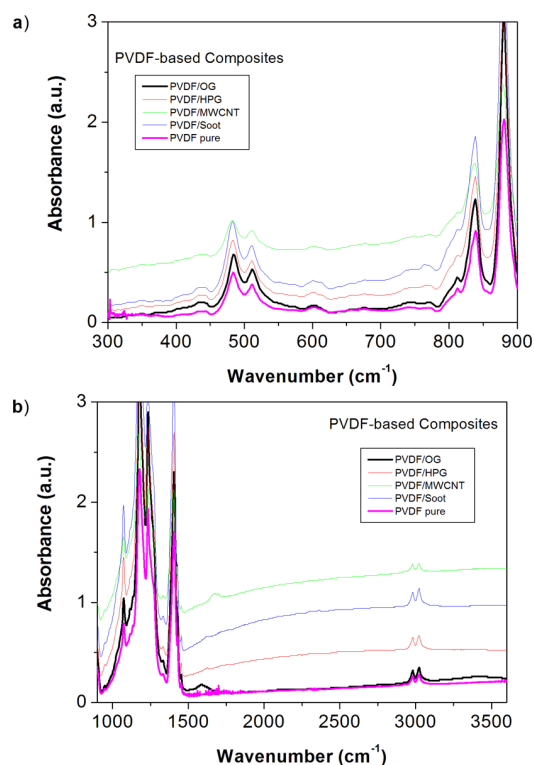 a)
PVDF-based Composites
PVDF/OG
PVDF/HPG
PVDF/MWCNT
PVDF/Soot
PVDF pure
Absorbance (a.u.)
3
2
1
0
300 400 500 600 700 800 900
Wavenumber (cm-1)
b)
PVDF-based Composites
PVDF/OG
PVDF/HPG
PVDF/MWCNT
PVDF/Soot
PVDF pure
Absorbance (a.u.)
3
2
1
0
1000 1500 2000 2500 3000 3500
Wavenumber (cm-1)